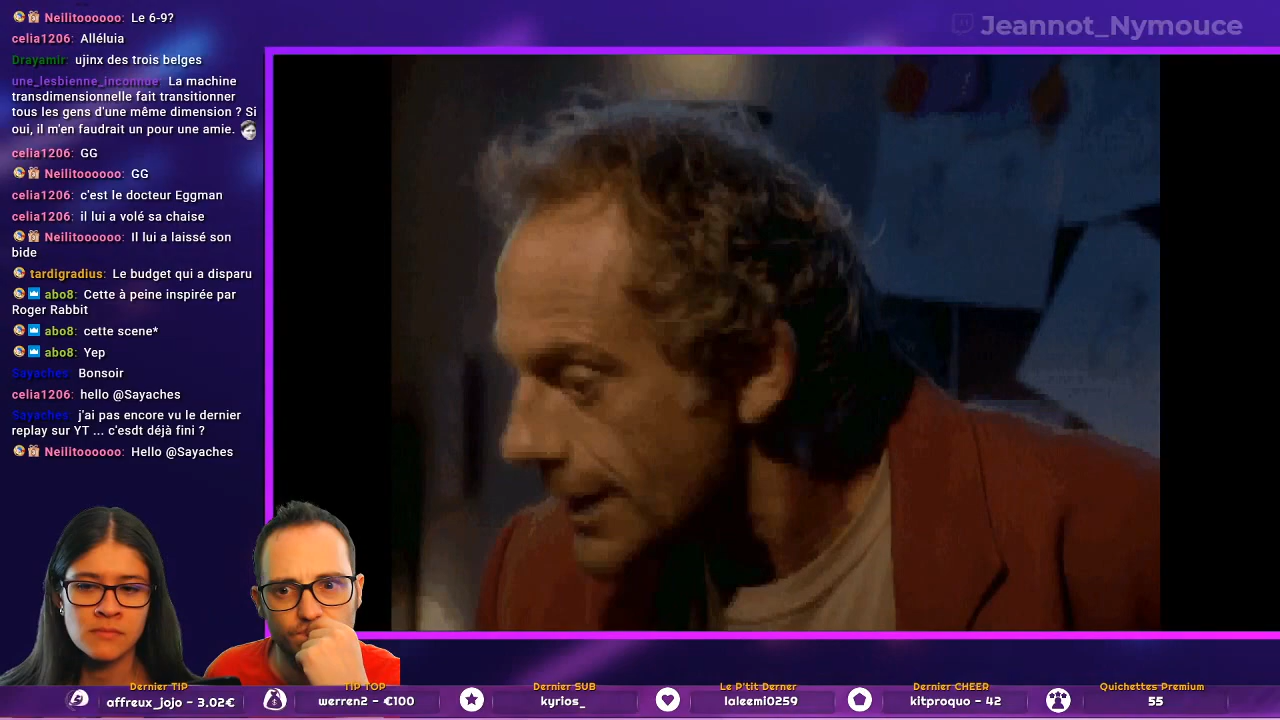 Neilitoooooo: Le 6-9?
celia1206: Alléluia
Drayamir: ujinx des trois belges
une_lesbienne_inconnue: La machine
transdimensionnelle fait transitionner
tous les gens d'une même dimension ? Si
oui, il m'en faudrait un pour une amie.
celia1206: GG
Neilitoooooo: GG
celia1206: c'est le docteur Eggman
celia1206: il lui a volé sa chaise
Neilitoooooo: Il lui a laissé son
bide
tardigradius: Le budget qui a disparu
abo8: Cette à peine inspirée par
Roger Rabbit
abo8: cette scene*
abo8: Yep
Sayaches: Bonsoir
celia1206: hello @Sayaches
Sayaches: j'ai pas encore vu le dernier
replay sur YT ... c'esdt déjà fini ?
Neilitoooooo: Hello @Sayaches
Jeannot_Nymouce
Dernier TIP
affreux_jojo - 3.02€
TIP TOP
werren2 - €100
Dernier SUB
kyrios_
Le P'tit Derner
laleemi0259
Dernier CHEER
kitproquo - 42
Quichettes Premium
55